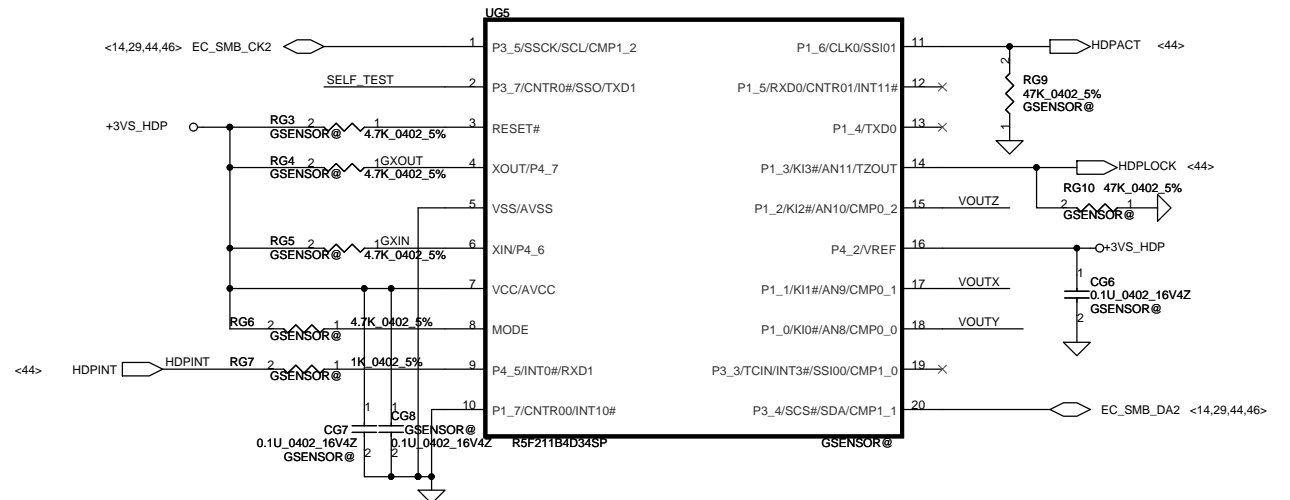 UG5
<14,29,44,46> EC_SMB_CK2 1 P3_5/SSCK/SCL/CMP1_2 P1_6/CLK0/SSI01 11 HDPACT <44>
SELF_TEST 2 P3_7/CNTR0#/SSO/TXD1 P1_5/RXD0/CNTR01/INT11# 12
2 RG9
47K_0402_5%
GSENSOR@
1
+3VS_HDP RG3 2 1 3 RESET# P1_4/TXD0 13
GSENSOR@ 4.7K_0402_5%
RG4 2 1 GXOUT 4 XOUT/P4_7 P1_3/KI3#/AN11/TZOUT 14 HDPLOCK <44>
GSENSOR@ 4.7K_0402_5%
RG10 47K_0402_5%
5 VSS/AVSS P1_2/KI2#/AN10/CMP0_2 15 VOUTZ 2 1
GSENSOR@
RG5 2 1 GXIN 6 XIN/P4_6 P4_2/VREF 16 +3VS_HDP
GSENSOR@ 4.7K_0402_5%
7 VCC/AVCC P1_1/KI1#/AN9/CMP0_1 17 VOUTX
1 CG6
0.1U_0402_16V4Z
GSENSOR@
2
RG6 2 1 4.7K_0402_5% 8 MODE P1_0/KI0#/AN8/CMP0_0 18 VOUTY
GSENSOR@
<44> HDPINT HDPINT RG7 2 1 1K_0402_5% 9 P4_5/INT0#/RXD1 P3_3/TCIN/INT3#/SSI00/CMP1_0 19
GSENSOR@
10 P1_7/CNTR00/INT10# P3_4/SCS#/SDA/CMP1_1 20 EC_SMB_DA2 <14,29,44,46>
1 1 CG8
CG7 GSENSOR@
0.1U_0402_16V4Z 0.1U_0402_16V4Z R5F211B4D34SP GSENSOR@
GSENSOR@ 2 2